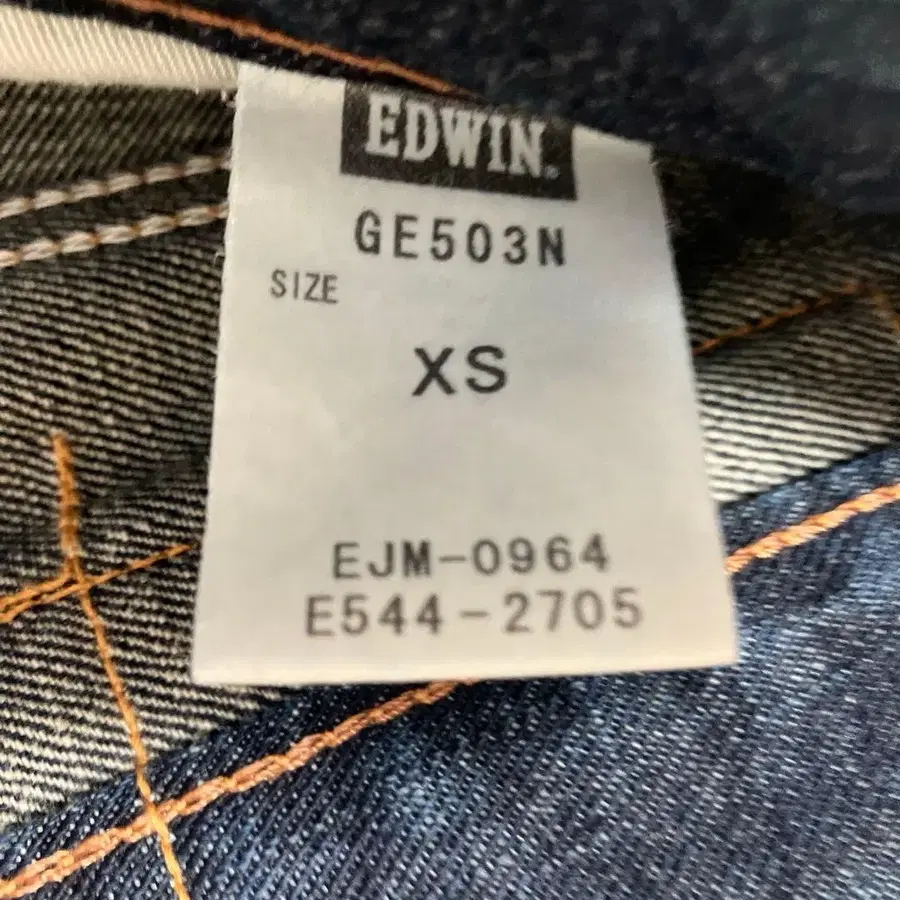 EDWIN.
GE503N
SIZE
XS
EJM-0964
E544-2705